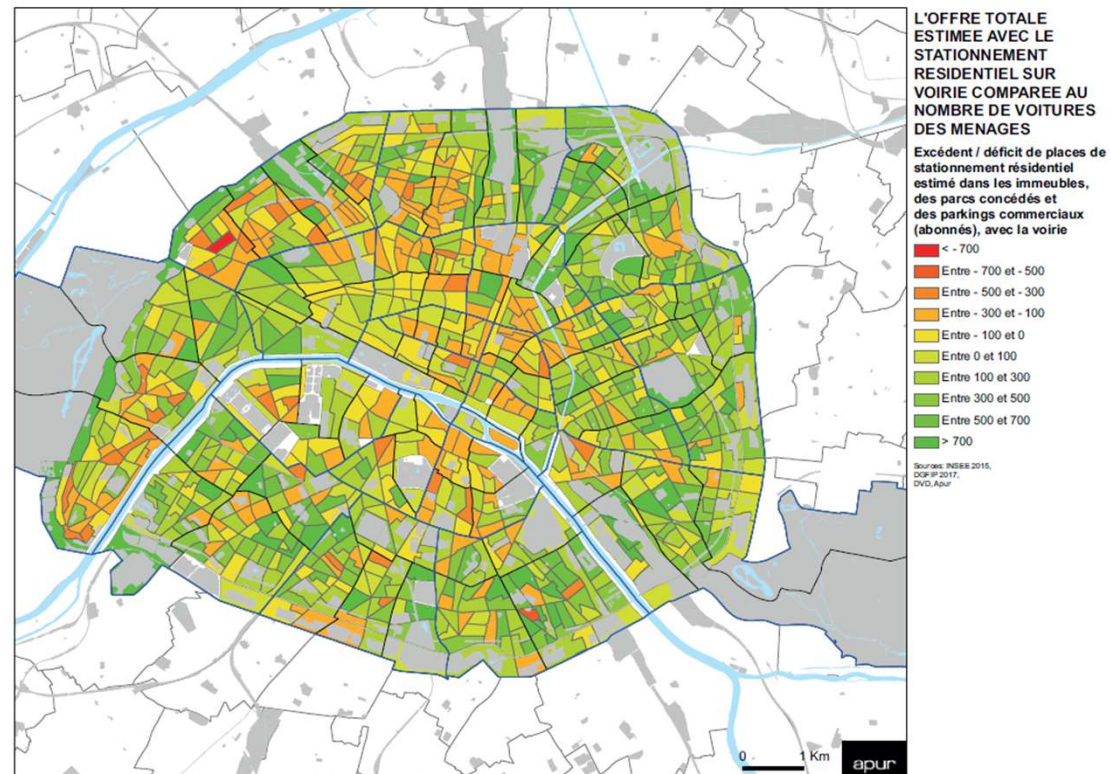 L'OFFRE TOTALE
ESTIMEE AVEC LE
STATIONNEMENT
RESIDENTIEL SUR
VOIRIE COMPAREE AU
NOMBRE DE VOITURES
DES MENAGES
Excédent / déficit de places de
stationnement résidentiel
estimé dans les immeubles,
des parcs concédés et
des parkings commerciaux
(abonnés), avec la voirie
< - 700
Entre - 700 et - 500
Entre - 500 et - 300
Entre - 300 et - 100
Entre - 100 et 0
Entre 0 et 100
Entre 100 et 300
Entre 300 et 500
Entre 500 et 700
> 700
Sources: INSEE 2015,
DGFIP 2017,
DVD, Apur
0 1 Km
apur